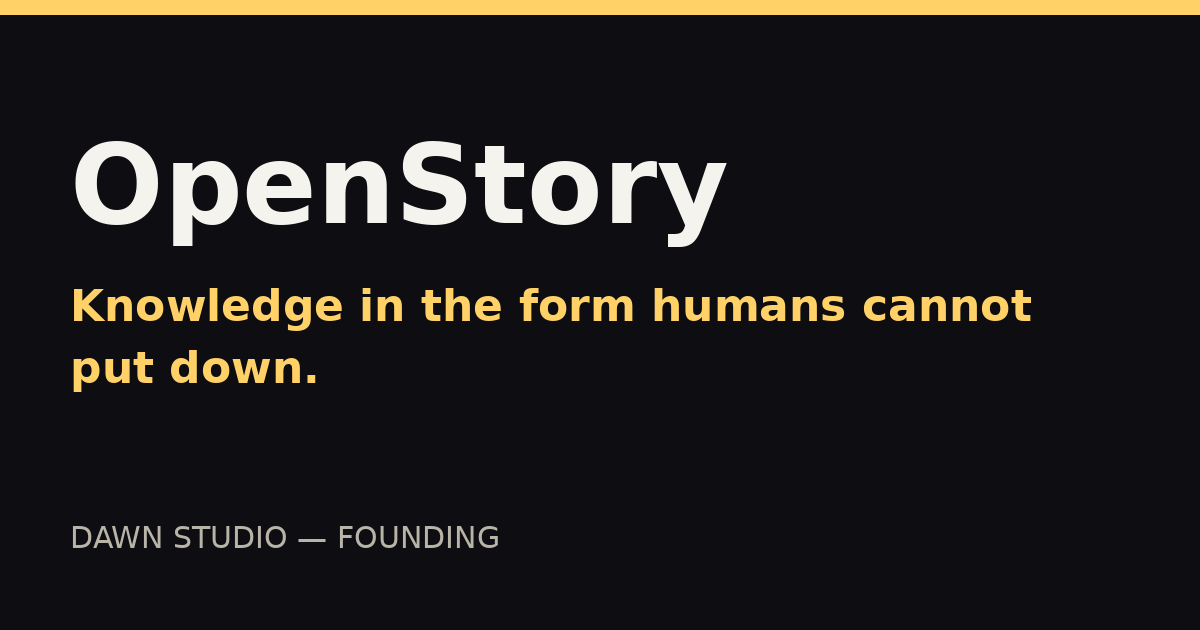 OpenStory
Knowledge in the form humans cannot
put down.
DAWN STUDIO — FOUNDING